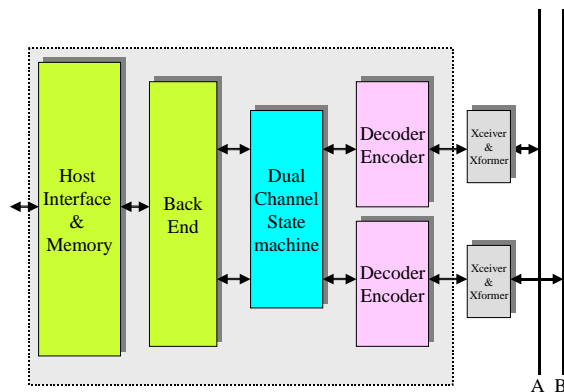 Host
Interface
&
Memory
Back
End
Dual
Channel
State
machine
Decoder
Encoder
Decoder
Encoder
Xceiver
&
Xformer
Xceiver
&
Xformer
A B